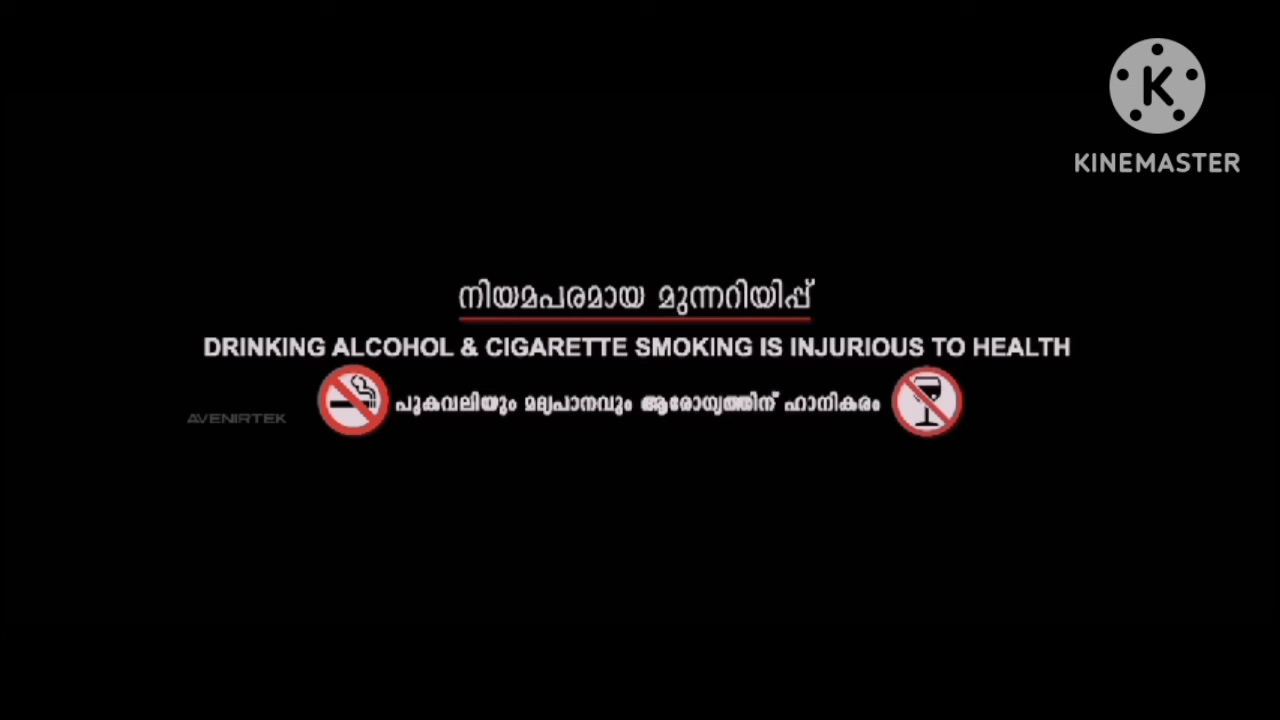 K
KINEMASTER
നിയമപരമായ മുന്നറിയിപ്പ്
DRINKING ALCOHOL & CIGARETTE SMOKING IS INJURIOUS TO HEALTH
പുകവലിയും മദ്യപാനവും ആരോഗ്യത്തിന് ഹാനികരം
AVENIRTEK